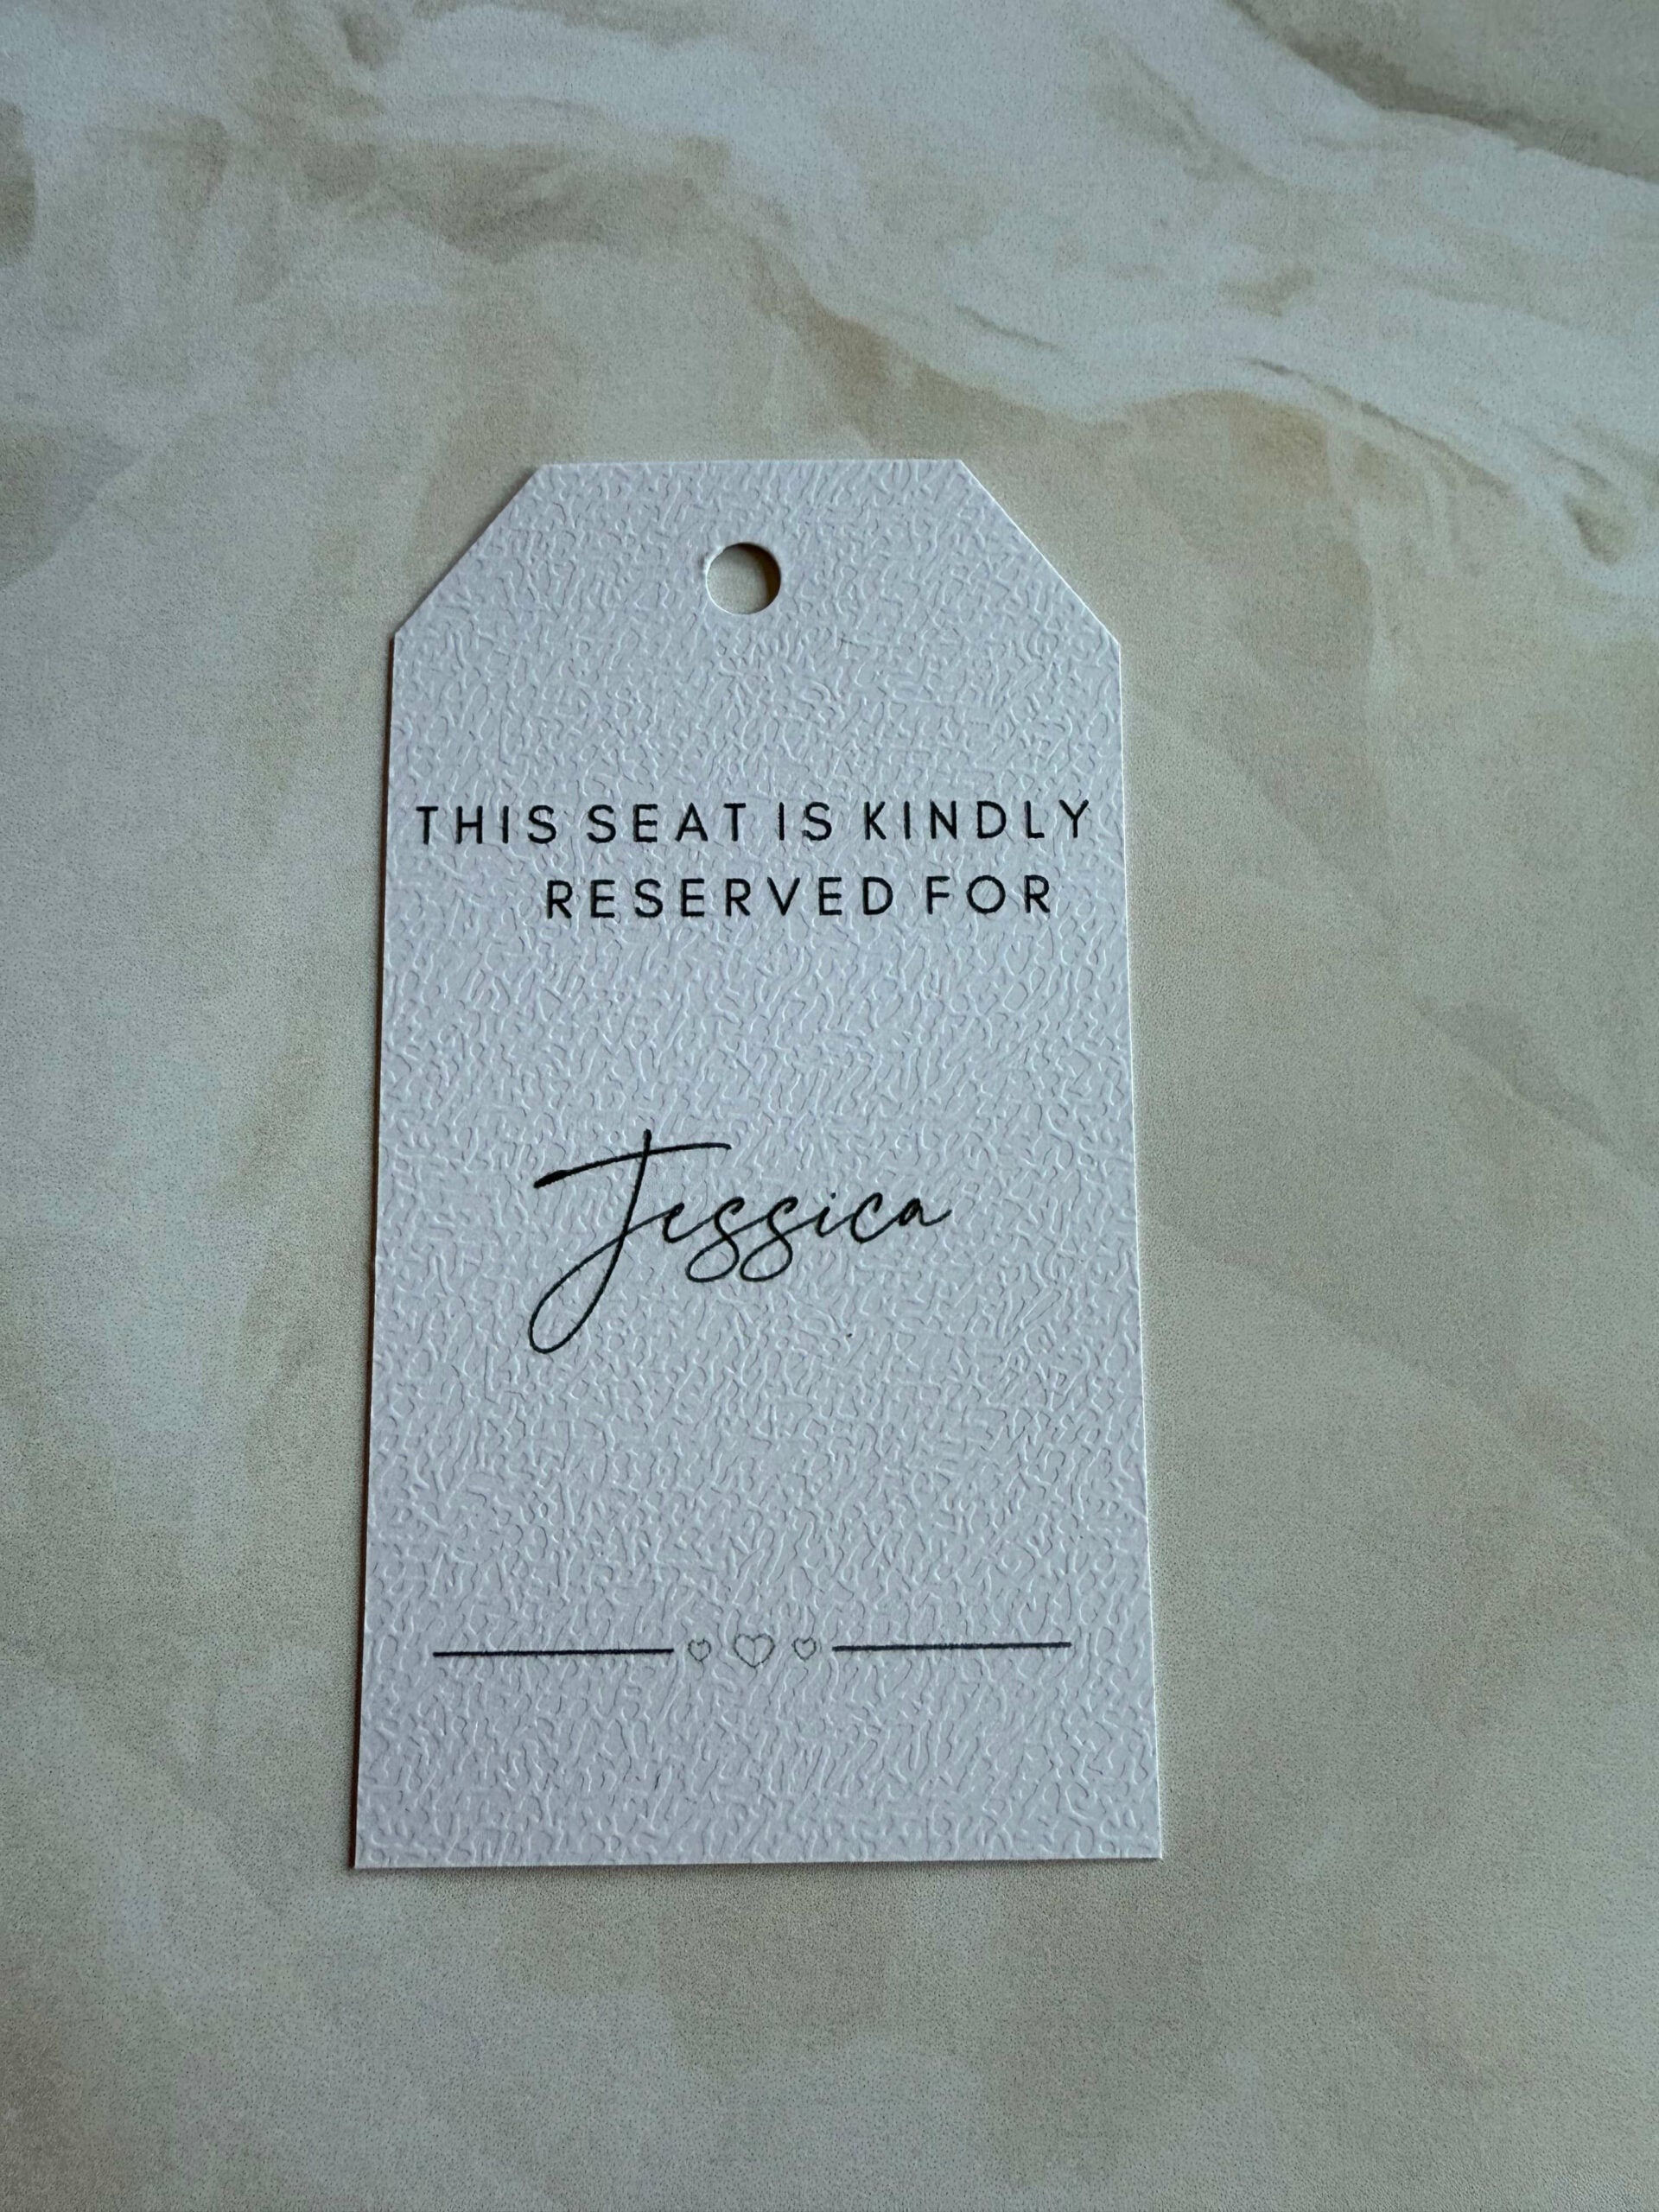 THIS SEAT IS KINDLY
RESERVED FOR
Jessica